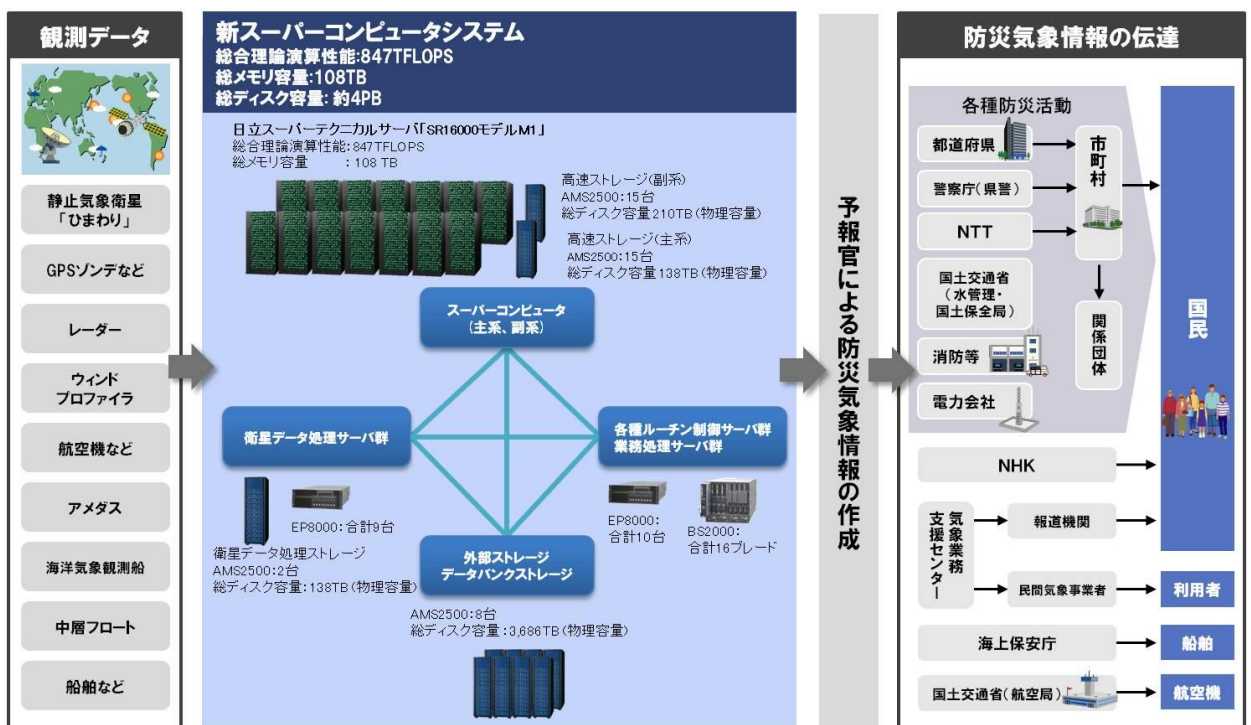 観測データ
静止気象衛星
「ひまわり」
GPSゾンデなど
レーダー
ウィンド
プロファイラ
航空機など
アメダス
海洋気象観測船
中層フロート
船舶など
新スーパーコンピュータシステム
総合理論演算性能:847TFLOPS
総メモリ容量:108TB
総ディスク容量: 約4PB
日立スーパーテクニカルサーバ「SR16000モデルM1」
総合理論演算性能:847TFLOPS
総メモリ容量 :108 TB
高速ストレージ(副系)
AMS2500:15台
総ディスク容量210TB(物理容量)
高速ストレージ(主系)
AMS2500:15台
総ディスク容量138TB(物理容量)
スーパーコンピュータ
(主系、副系)
衛星データ処理サーバ群
各種ルーチン制御サーバ群
業務処理サーバ群
EP8000:合計9台
衛星データ処理ストレージ
AMS2500:2台
総ディスク容量:138TB(物理容量)
EP8000:
合計10台
BS2000:
合計16ブレード
外部ストレージ
データバンクストレージ
AMS2500:8台
総ディスク容量:3,686TB(物理容量)
予報官による防災気象情報の作成
防災気象情報の伝達
各種防災活動
都道府県
警察庁(県警)
NTT
国土交通省
(水管理・
国土保全局)
消防等
電力会社
市町村
関係団体
国民
NHK
気象業務
支援センター
報道機関
民間気象事業者
利用者
海上保安庁
船舶
国土交通省(航空局)
航空機